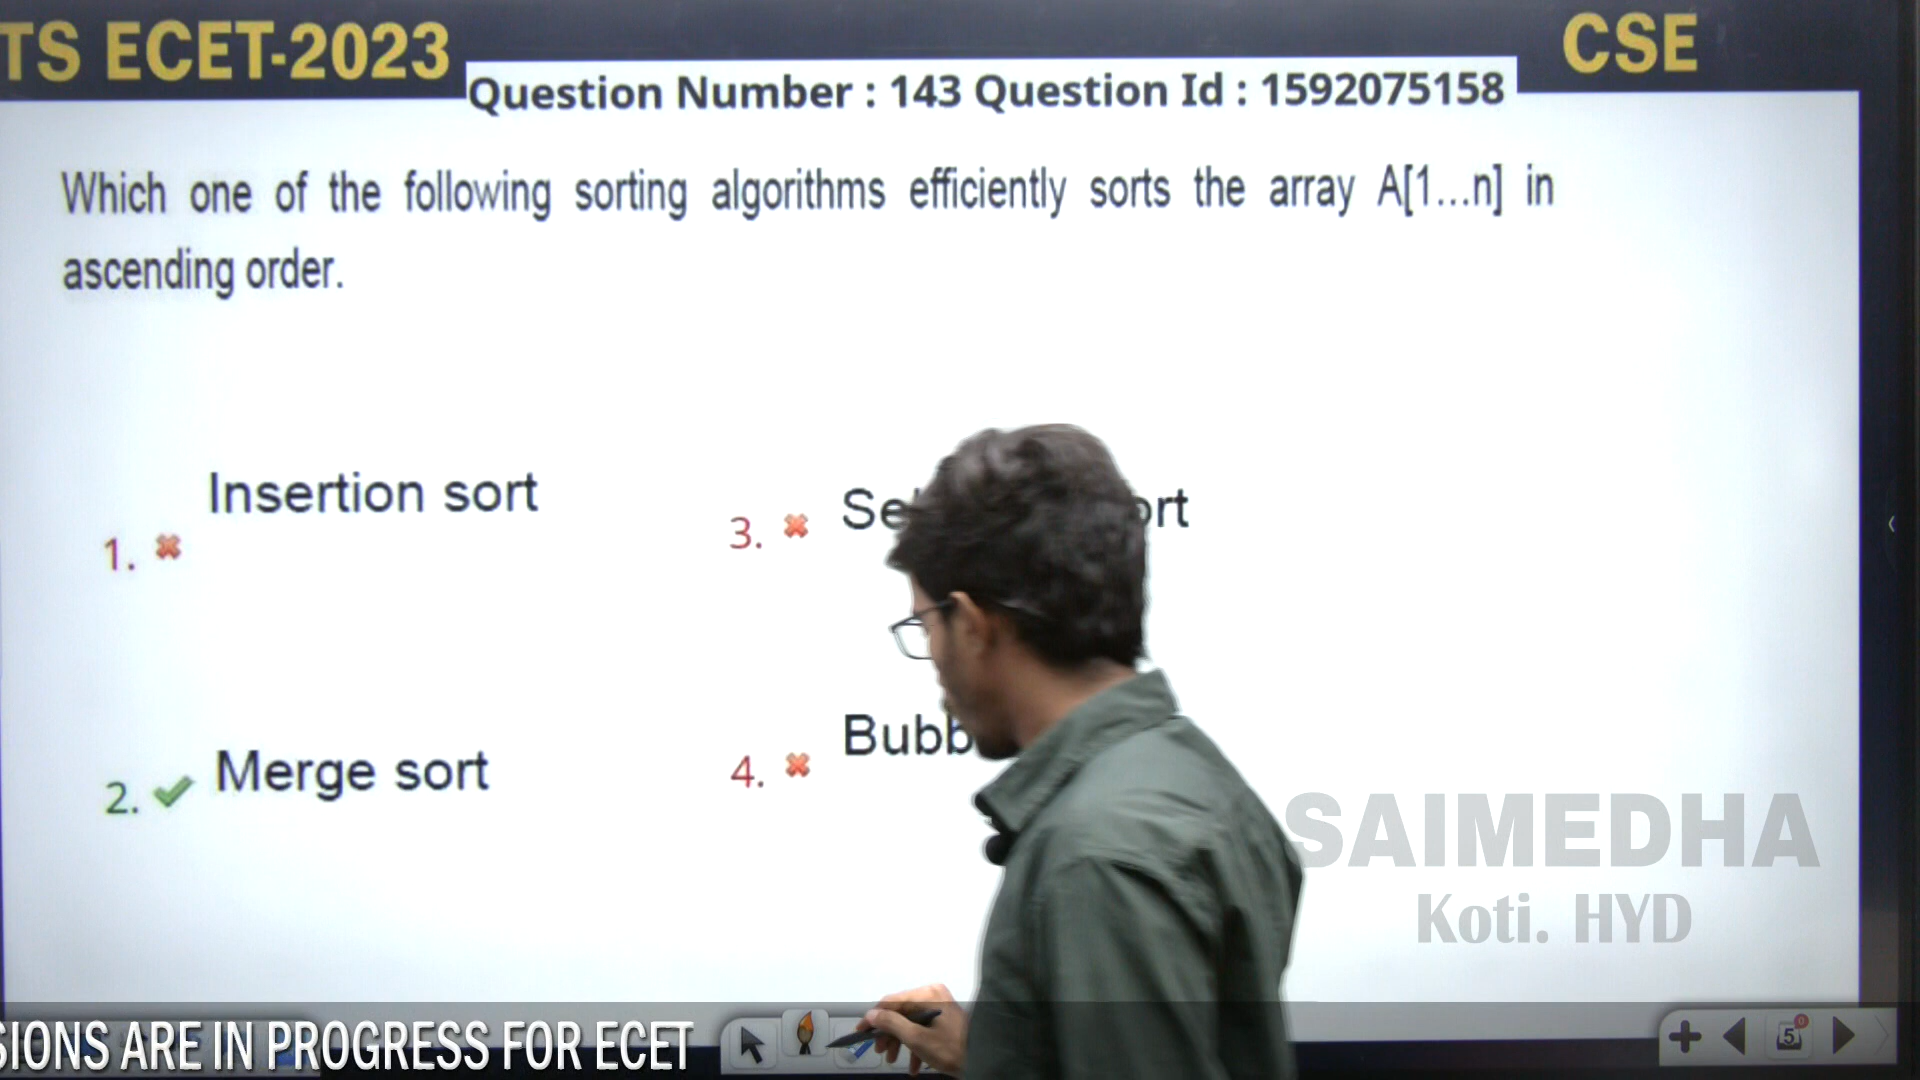 TS ECET-2023
CSE
Question Number : 143 Question Id : 1592075158
Which one of the following sorting algorithms efficiently sorts the array A[1...n] in
ascending order.
Insertion sort
1.
3.
Merge sort
2.
4.
SAIMEDHA
Koti. HYD
ARE IN PROGRESS FOR ECET
5